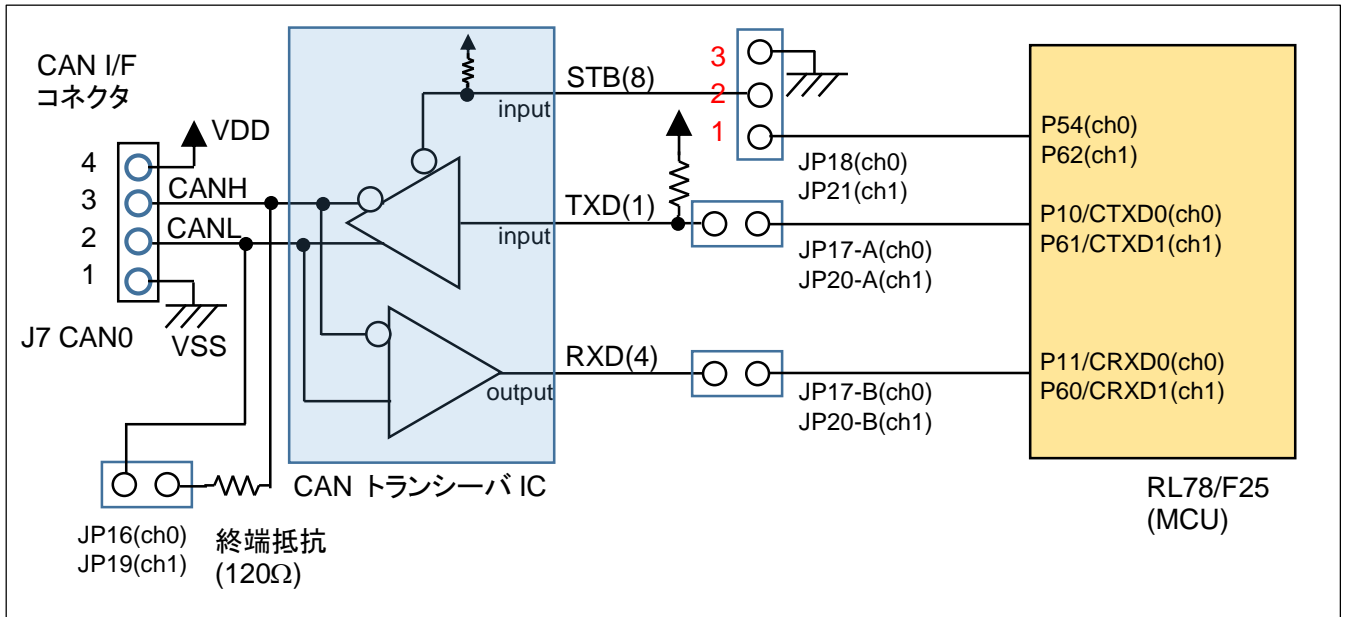 CAN I/F
コネクタ
VDD
4
3
2
1
CANH
CANL
VSS
J7 CAN0
STB(8)
input
TXD(1)
input
RXD(4)
output
CAN トランシーバ IC
3
2
1
JP18(ch0)
JP21(ch1)
JP17-A(ch0)
JP20-A(ch1)
JP17-B(ch0)
JP20-B(ch1)
P54(ch0)
P62(ch1)
P10/CTXD0(ch0)
P61/CTXD1(ch1)
P11/CRXD0(ch0)
P60/CRXD1(ch1)
RL78/F25
(MCU)
JP16(ch0)
JP19(ch1)
終端抵抗
(120Ω)